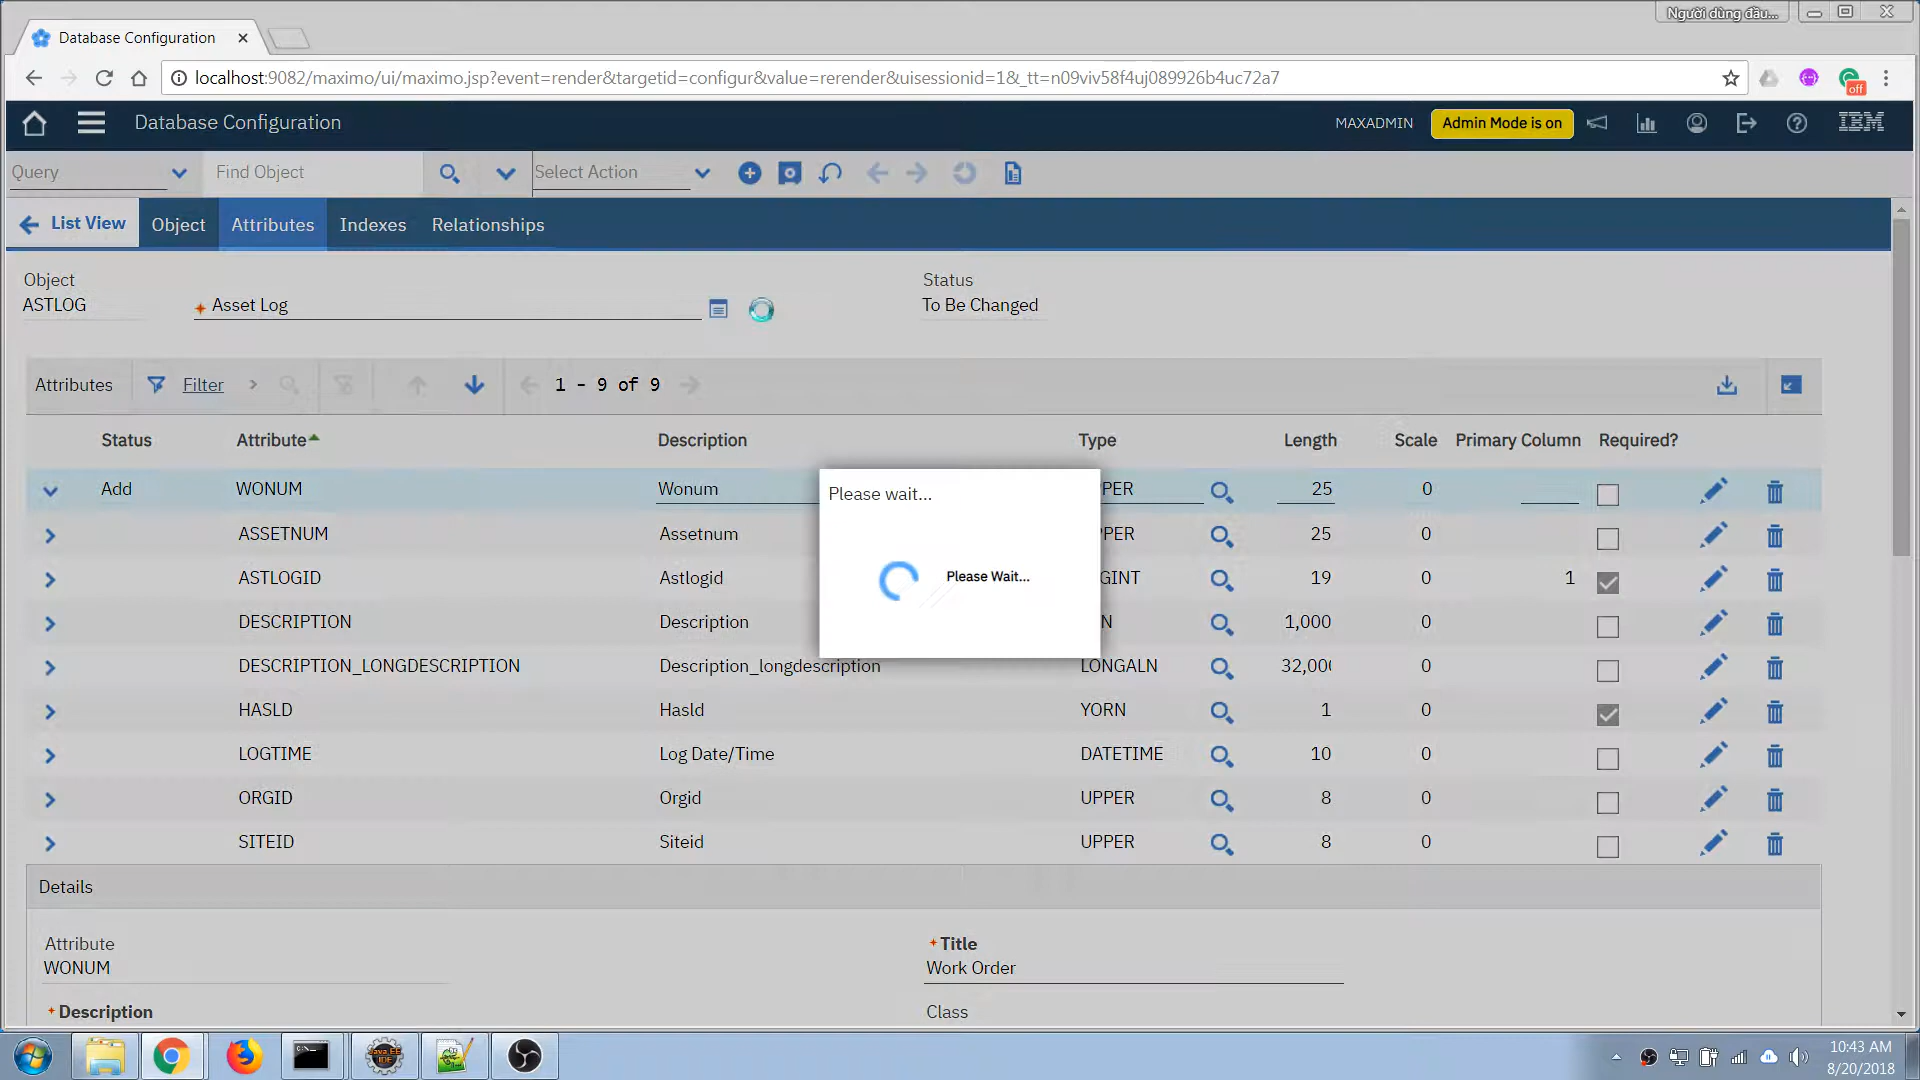 Người dùng đầu...
Database Configuration
localhost:9082/maximo/ui/maximo.jsp?event=render&targetid=configur&value=rerender&uisessionid=1&_tt=n09viv58f4uj089926b4uc72a7
off
Database Configuration MAXADMIN Admin Mode is on IBM
Query Find Object Select Action
List View Object Attributes Indexes Relationships
Object Status
ASTLOG Asset Log To Be Changed
Attributes Filter 1 - 9 of 9
Status Attribute Description Type Length Scale Primary Column Required?
Add WONUM Wonum PER 25 0
Please wait...
ASSETNUM Assetnum PER 25 0
ASTLOGID Astlogid GINT 19 0 1
Please Wait...
DESCRIPTION Description N 1,000 0
DESCRIPTION_LONGDESCRIPTION Description_longdescription LONGALN 32,000 0
HASLD Hasld YORN 1 0
LOGTIME Log Date/Time DATETIME 10 0
ORGID Orgid UPPER 8 0
SITEID Siteid UPPER 8 0
Details
Attribute Title
WONUM Work Order
Description Class
Java EE
IDE
10:43 AM
8/20/2018